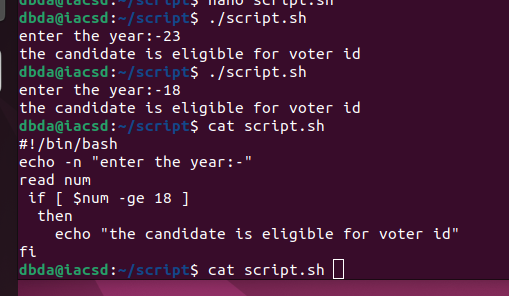 dbda@iacsd:~/script$ nano script.sh
dbda@iacsd:~/script$ ./script.sh
enter the year:-23
the candidate is eligible for voter id
dbda@iacsd:~/script$ ./script.sh
enter the year:-18
the candidate is eligible for voter id
dbda@iacsd:~/script$ cat script.sh
#!/bin/bash
echo -n "enter the year:-"
read num
 if [ $num -ge 18 ]
  then
    echo "the candidate is eligible for voter id"
fi
dbda@iacsd:~/script$ cat script.sh